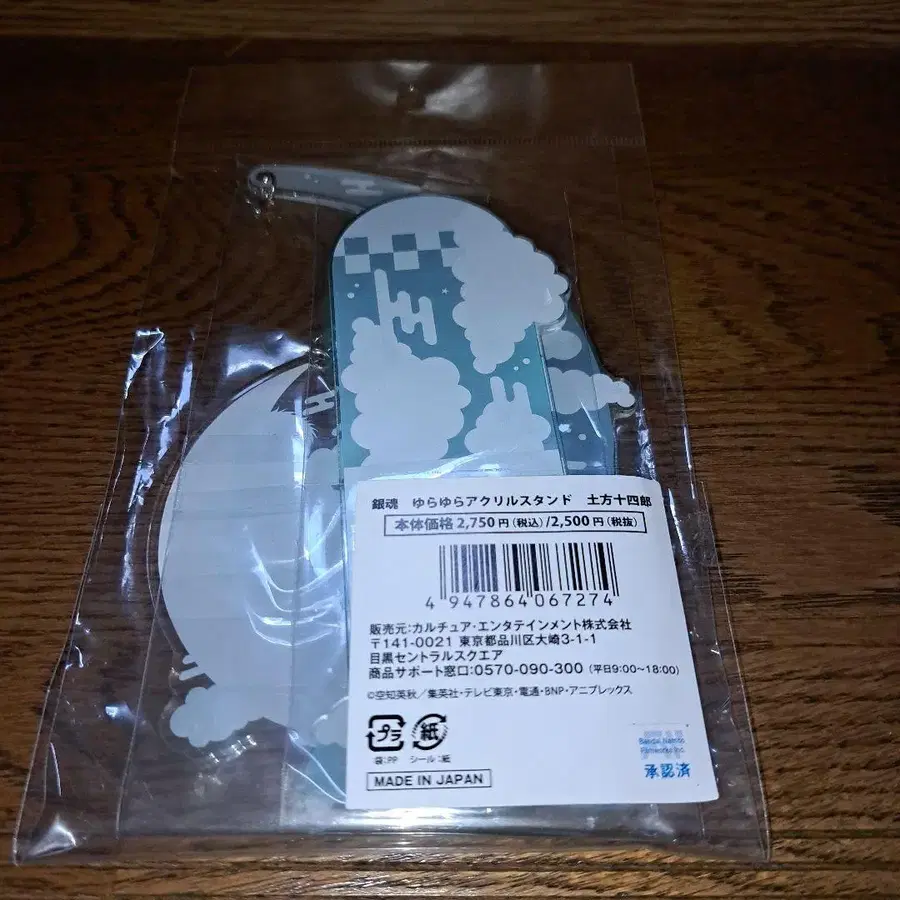 銀魂　ゆらゆらアクリルスタンド　土方十四郎
本体価格 2,750円（税込）/2,500円（税抜）
4 947864 067274
販売元：カルチュア・エンタテインメント株式会社
〒141-0021 東京都品川区大崎3-1-1
目黒セントラルスクエア
商品サポート窓口：0570-090-300（平日9:00〜18:00）
©空知英秋／集英社・テレビ東京・電通・BNP・アニプレックス
プラ 紙
袋：PP シール：紙
MADE IN JAPAN
Bandai Namco
Filmworks Inc.
承認済